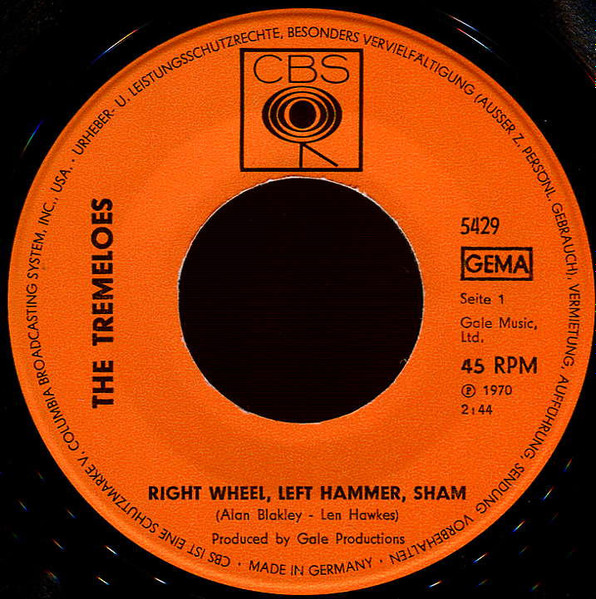 URHEBER- U. LEISTUNGSSCHUTZRECHTE, BESONDERS VERVIELFÄLTIGUNG (AUSSER Z. PERSÖNL. GEBRAUCH), VERMIETUNG, AUFFÜHRUNG, SENDUNG VORBEHALTEN
CBS
THE TREMELOES
5429
GEMA
Seite 1
Gale Music,
Ltd.
45 RPM
Ⓟ 1970
2:44
RIGHT WHEEL, LEFT HAMMER, SHAM
(Alan Blakley - Len Hawkes)
Produced by Gale Productions
CBS IST EINE SCHUTZMARKE V. COLUMBIA BROADCASTING SYSTEM, INC., USA. ·
· MADE IN GERMANY ·